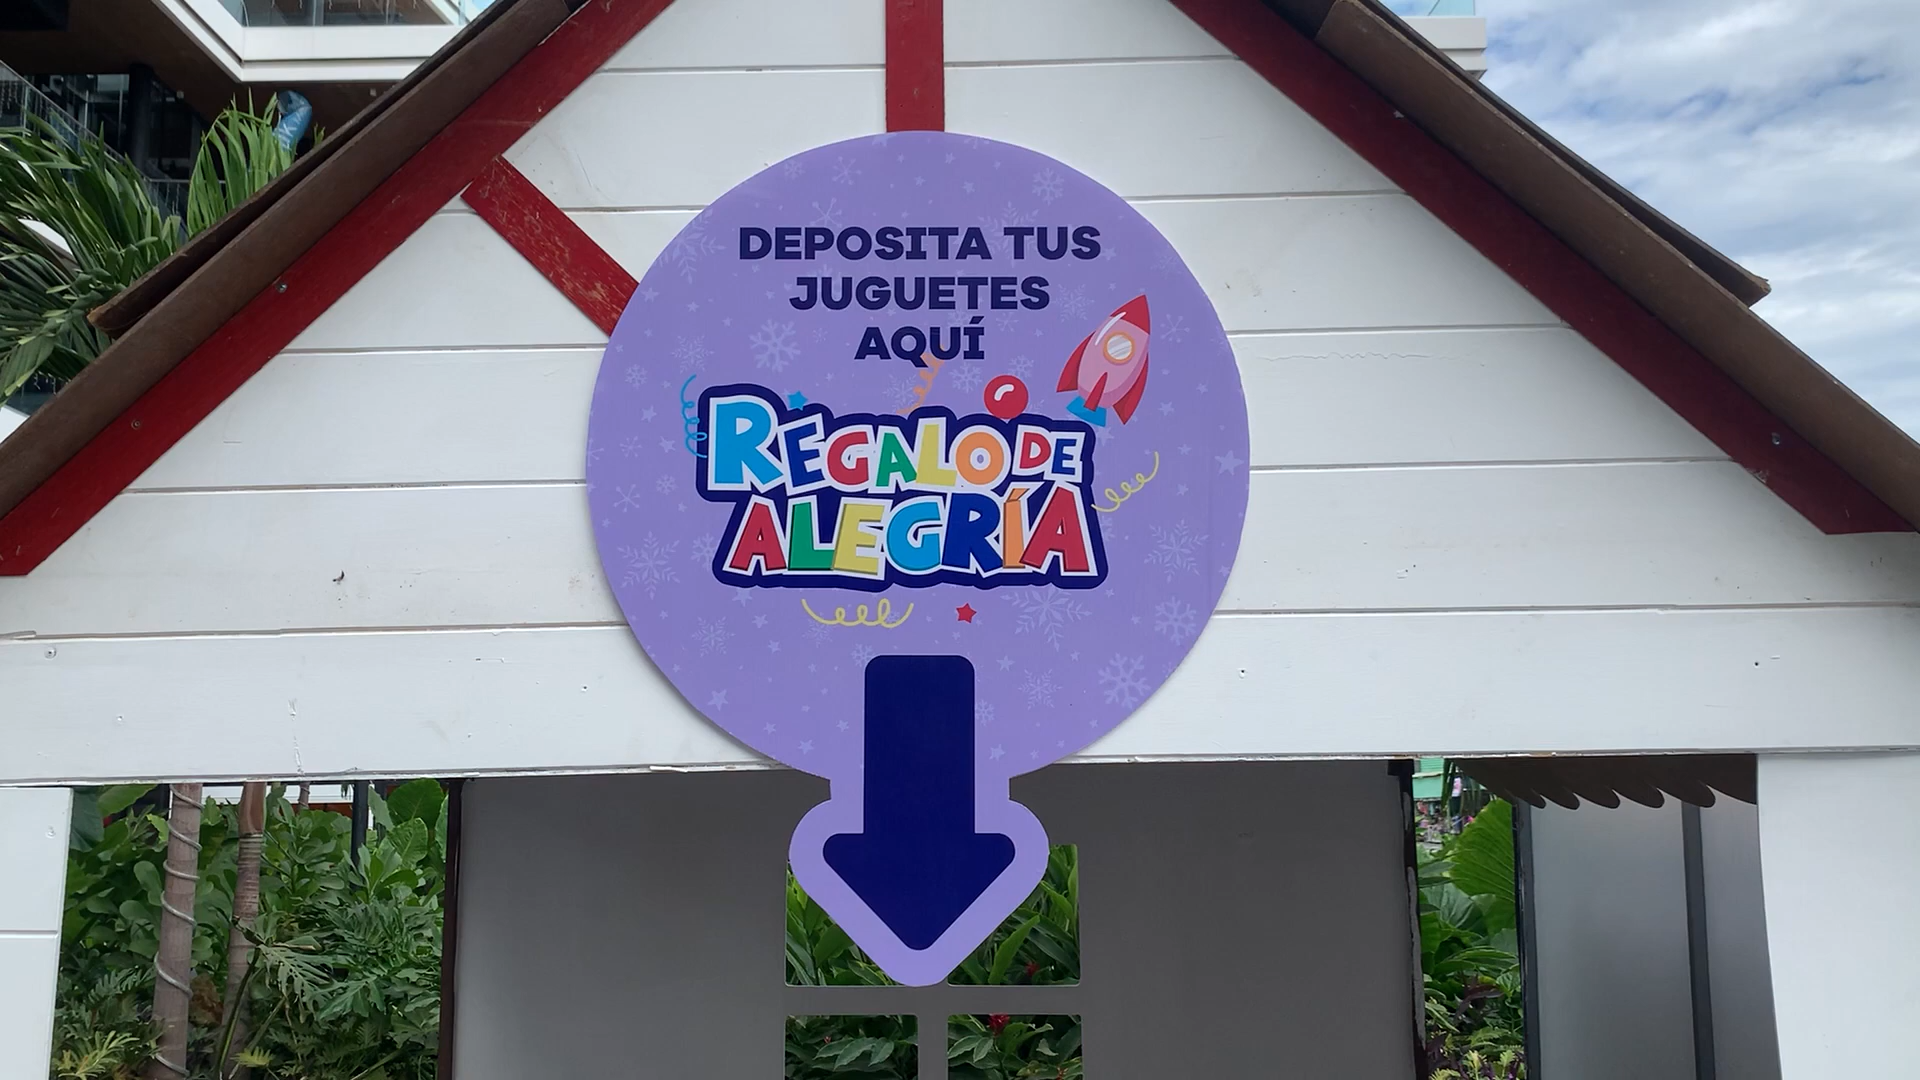 DEPOSITA TUS
JUGUETES
AQUÍ
REGALO DE
ALEGRÍA